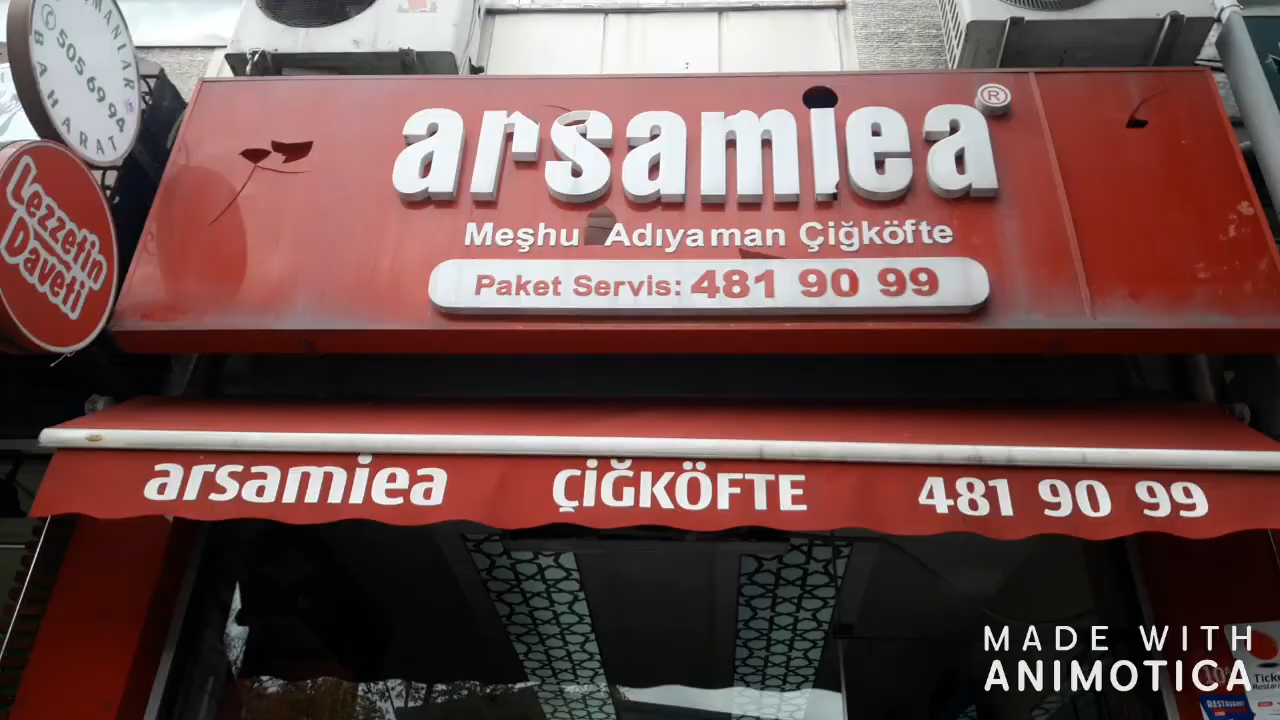 505 69 94
BAHARAT
Lezzetin
Daveti
arsamiea ®
Meşhu Adıyaman Çiğköfte
Paket Servis: 481 90 99
arsamiea ÇİĞKÖFTE 481 90 99
MADE WITH
ANIMOTICA